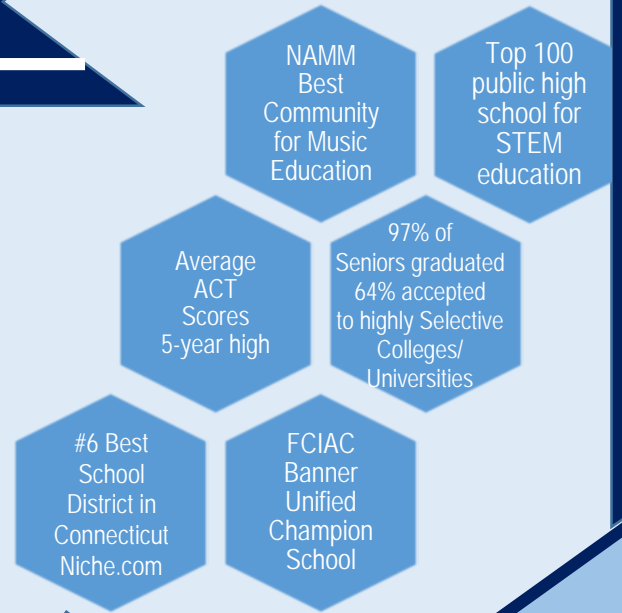 NAMM
Best
Community
for Music
Education
Top 100
public high
school for
STEM
education
Average
ACT
Scores
5-year high
97% of
Seniors graduated
64% accepted
to highly Selective
Colleges/
Universities
#6 Best
School
District in
Connecticut
Niche.com
FCIAC
Banner
Unified
Champion
School